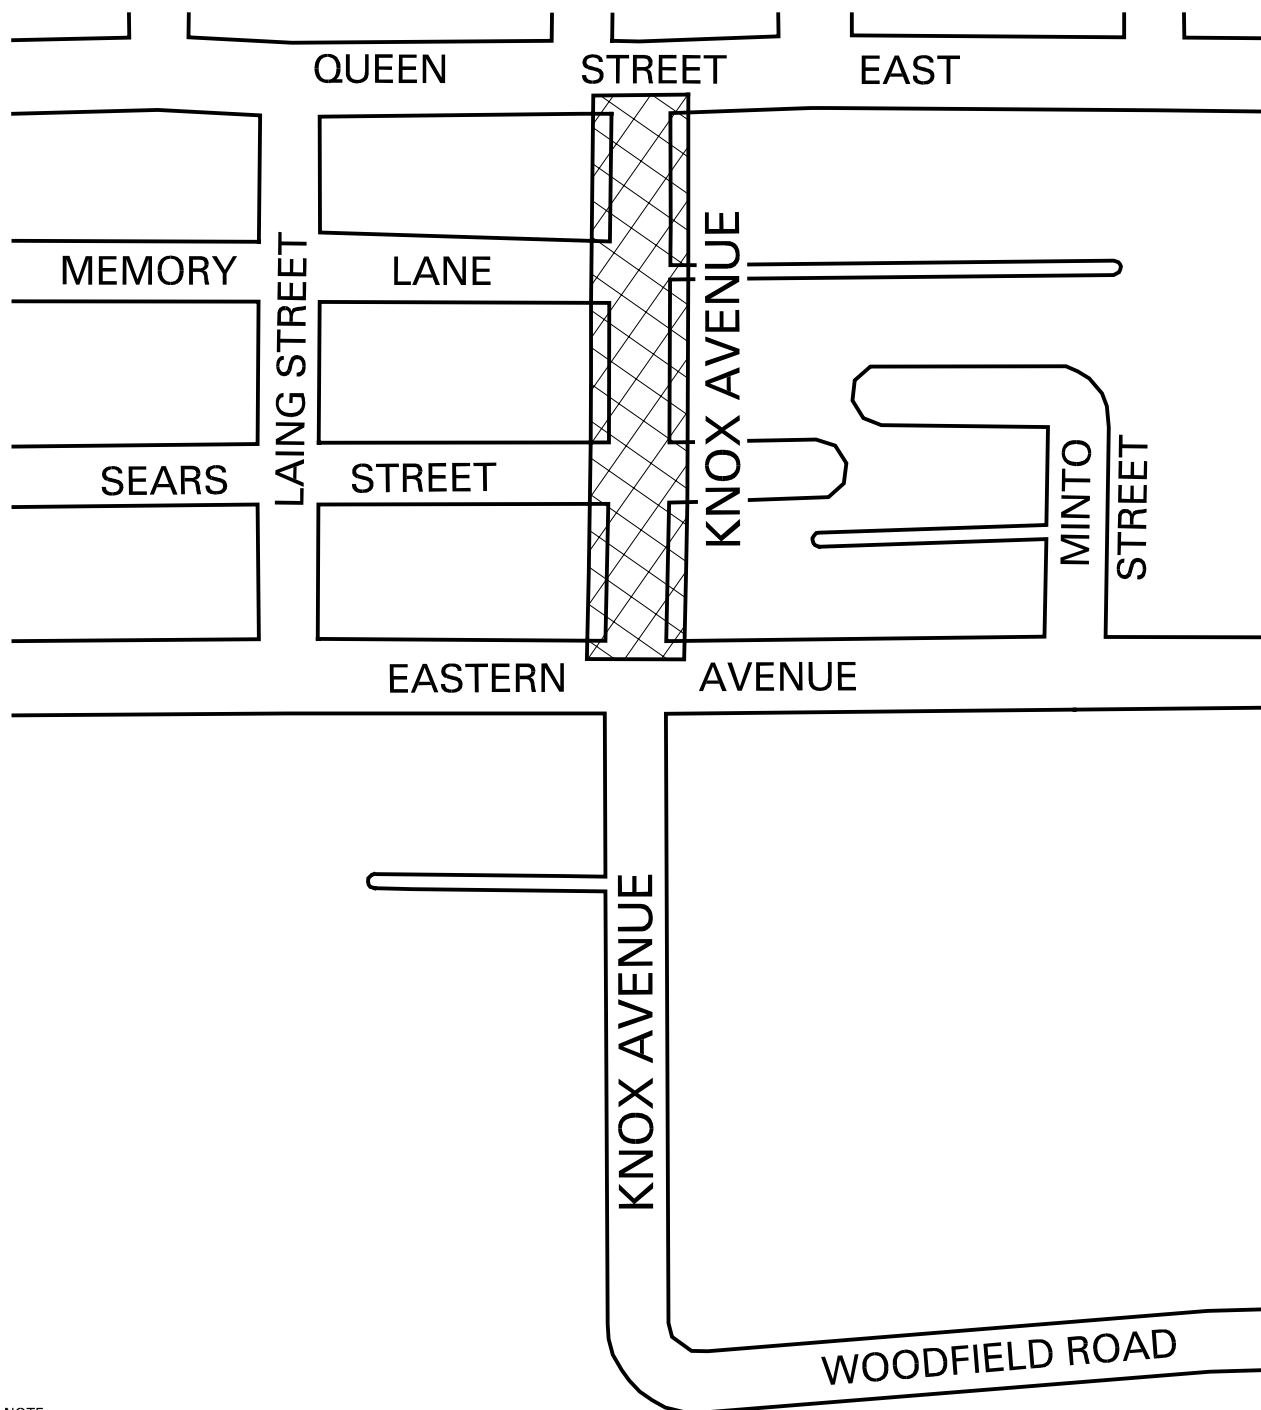 QUEEN STREET EAST
MEMORY LANE
LAING STREET
KNOX AVENUE
SEARS STREET
MINTO
STREET
EASTERN AVENUE
KNOX AVENUE
WOODFIELD ROAD